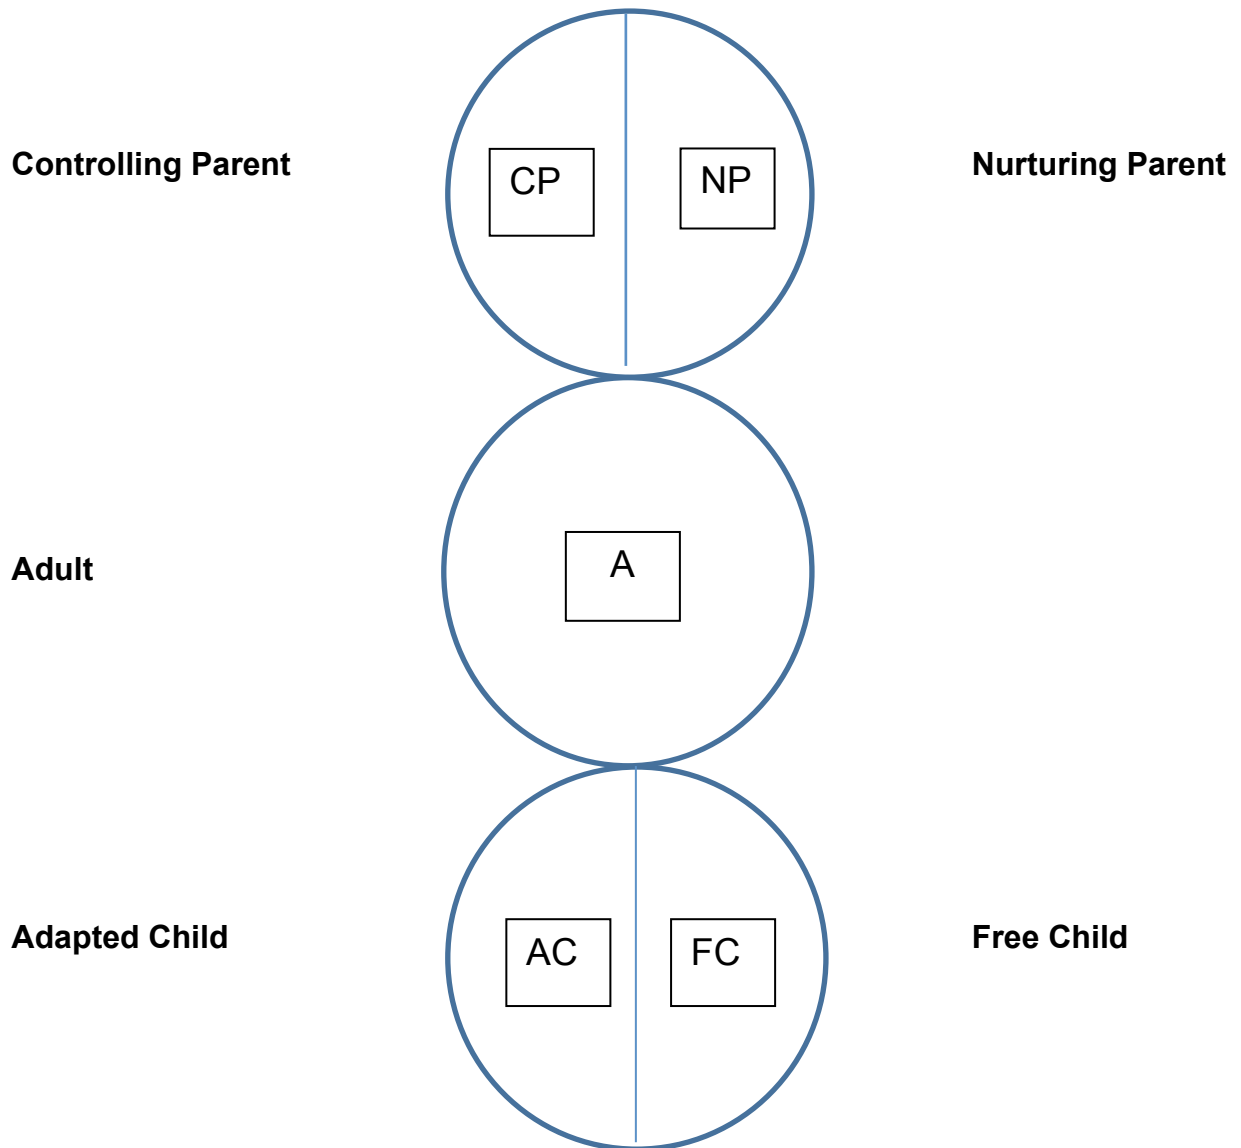 Controlling Parent
CP
NP
Nurturing Parent
Adult
A
Adapted Child
AC
FC
Free Child